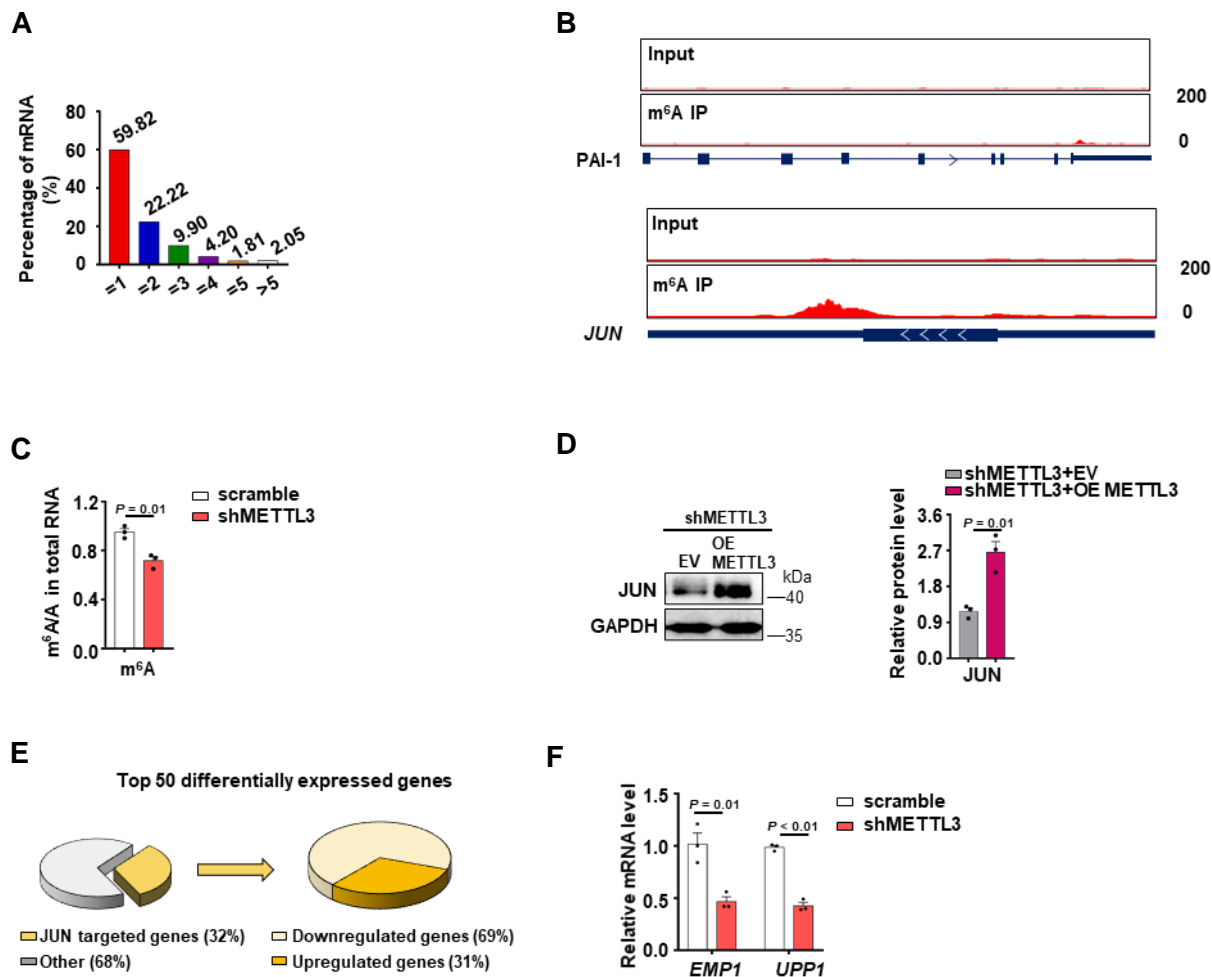 A
Percentage of mRNA
(%)
80
60
40
20
0
59.82
22.22
9.90
4.20
1.81
2.05
=1
=2
=3
=4
=5
>5
B
Input
m⁶A IP
200
0
PAI-1
Input
m⁶A IP
200
0
JUN
C
scramble
shMETTL3
m⁶A/A in total RNA
1.2
0.8
0.4
0.0
P = 0.01
m⁶A
D
shMETTL3
OE
EV METTL3
kDa
JUN
40
GAPDH
35
shMETTL3+EV
shMETTL3+OE METTL3
Relative protein level
3.6
2.7
1.8
0.9
0.0
P = 0.01
JUN
E
Top 50 differentially expressed genes
JUN targeted genes (32%)
Other (68%)
Downregulated genes (69%)
Upregulated genes (31%)
F
Relative mRNA level
1.5
1.0
0.5
0.0
P = 0.01
P < 0.01
scramble
shMETTL3
EMP1
UPP1